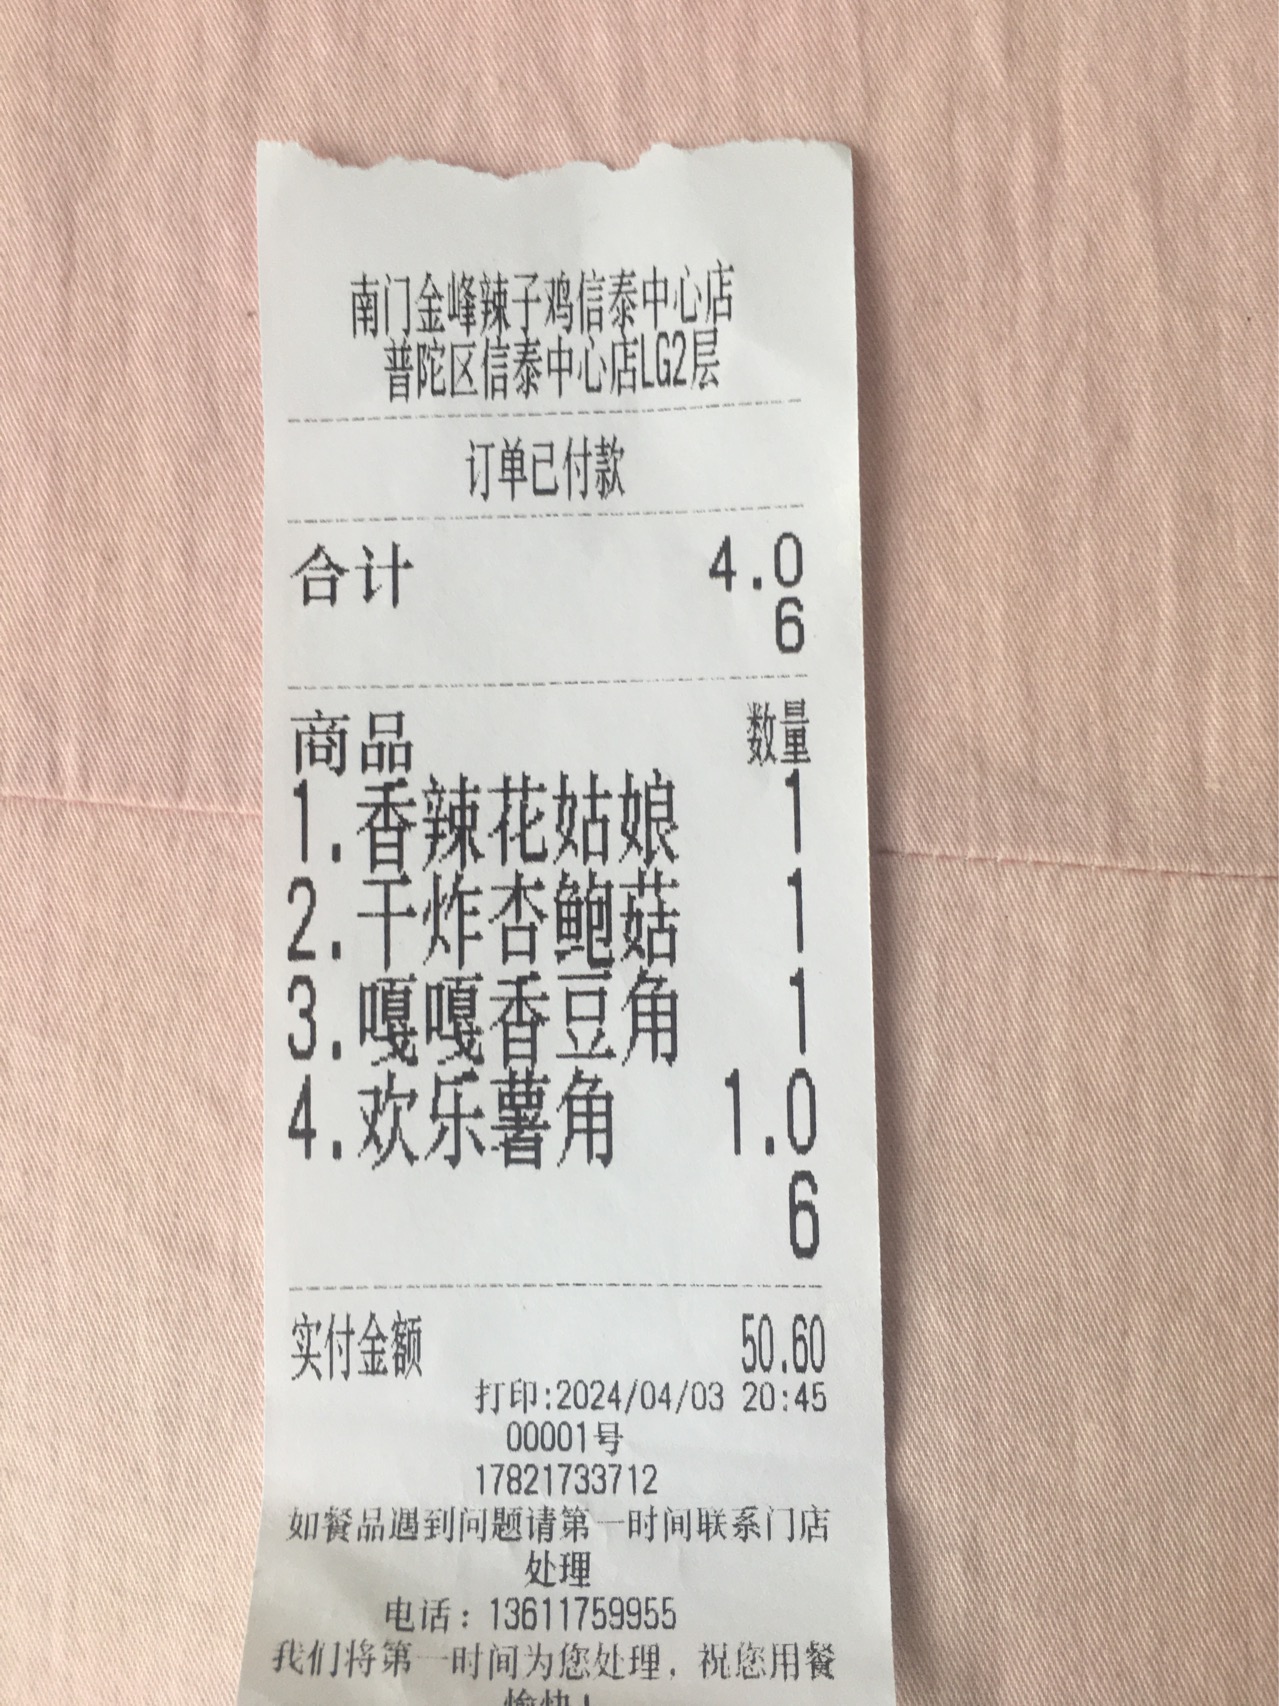 南门金峰辣子鸡信泰中心店
普陀区信泰中心店LG2层
订单已付款
合计 4.0
6
商品 数量
1.香辣花姑娘 1
2.干炸杏鲍菇 1
3.嘎嘎香豆角 1
4.欢乐薯角 1.0
6
实付金额 50.60
打印:2024/04/03 20:45
00001号
17821733712
如餐品遇到问题请第一时间联系门店
处理
电话：13611759955
我们将第一时间为您处理，祝您用餐
愉快！